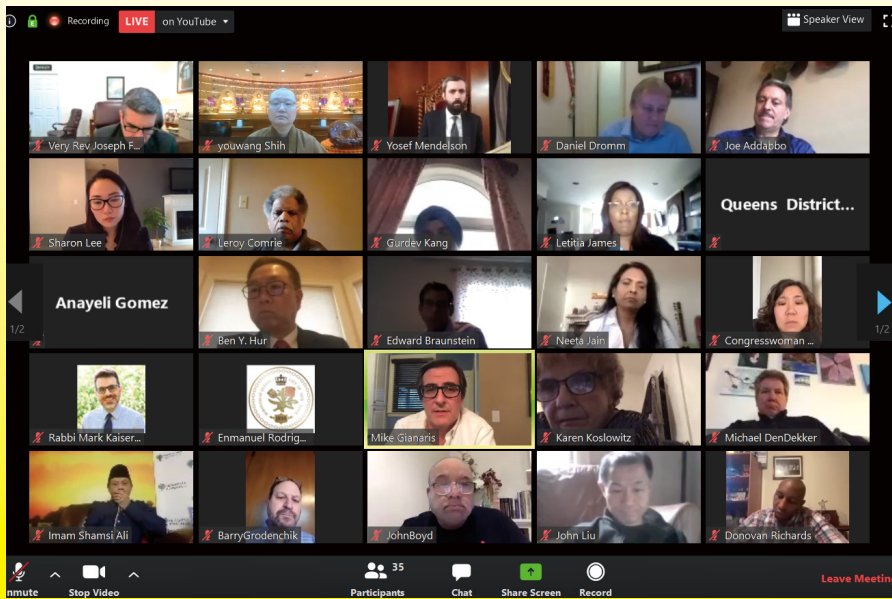 Recording
LIVE on YouTube
Speaker View
Very Rev Joseph F...
youwang Shih
Yosef Mendelson
Daniel Dromm
Joe Addabbo
Sharon Lee
Leroy Comrie
Gurdev Kang
Letitia James
Queens District...
Anayeli Gomez
Ben Y. Hur
Edward Braunstein
Neeta Jain
Congresswoman ...
1/2
1/2
Rabbi Mark Kaiser...
Enmanuel Rodrig...
Mike Gianaris
Karen Koslowitz
Michael DenDekker
Imam Shamsi Ali
BarryGrodenchik
JohnBoyd
John Liu
Donovan Richards
nmute
Stop Video
35
Participants
Chat
Share Screen
Record
Leave Meetin